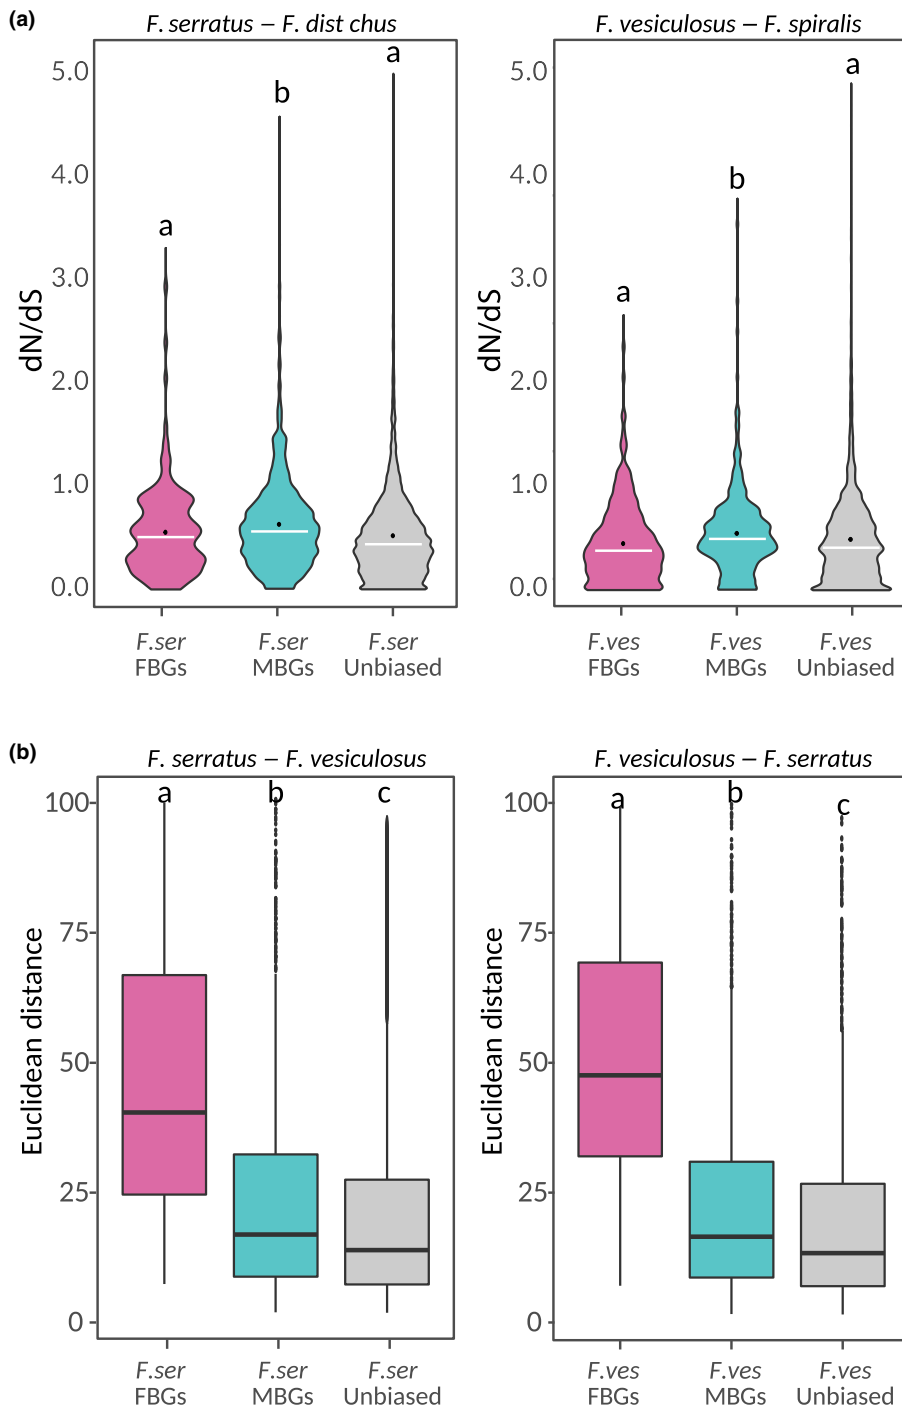 (a)
F. serratus – F. dist chus
F. vesiculosus – F. spiralis
dN/dS
5.0
4.0
3.0
2.0
1.0
0.0
a
b
a
F.ser
FBGs
F.ser
MBGs
F.ser
Unbiased
dN/dS
5.0
4.0
3.0
2.0
1.0
0.0
a
b
a
F.ves
FBGs
F.ves
MBGs
F.ves
Unbiased
(b)
F. serratus – F. vesiculosus
F. vesiculosus – F. serratus
Euclidean distance
100
75
50
25
0
a
b
c
F.ser
FBGs
F.ser
MBGs
F.ser
Unbiased
Euclidean distance
100
75
50
25
0
a
b
c
F.ves
FBGs
F.ves
MBGs
F.ves
Unbiased